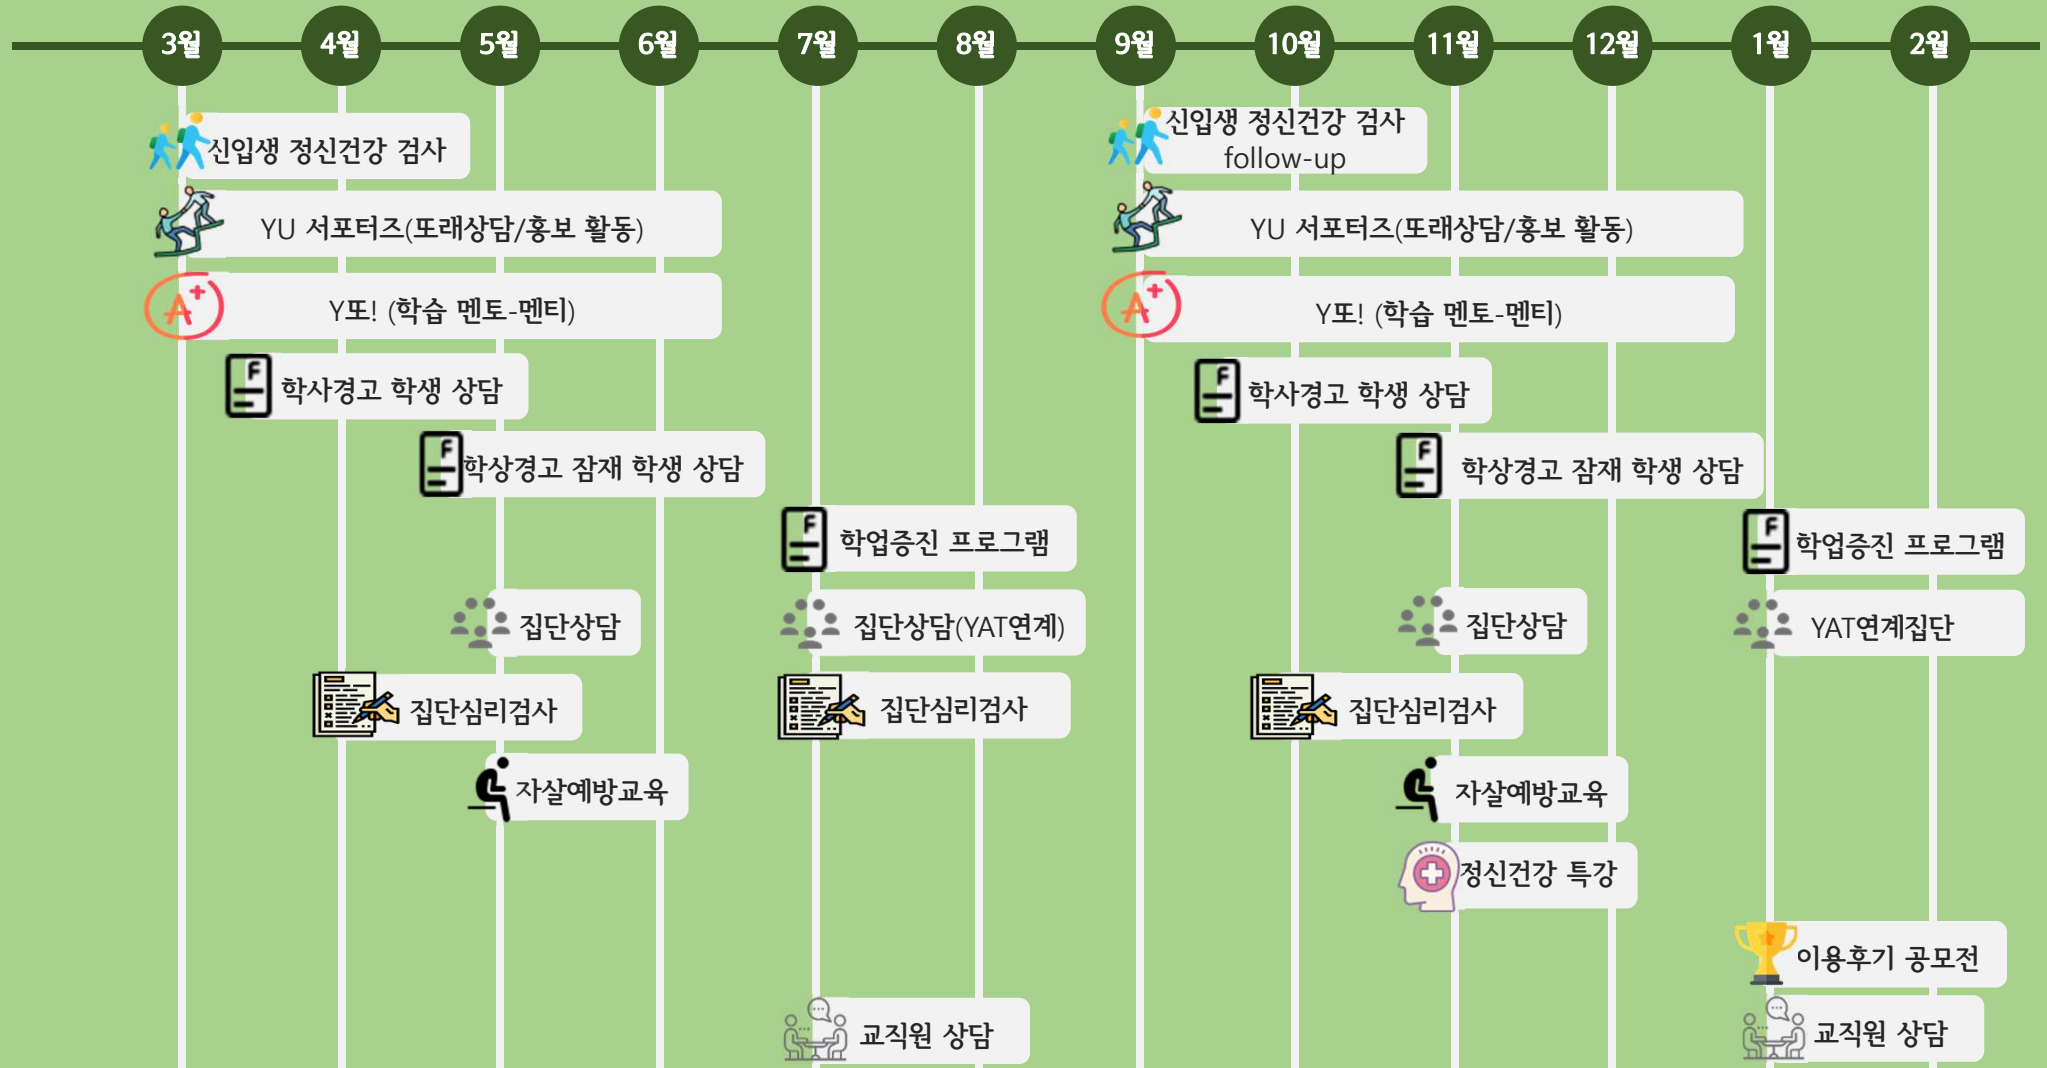 3월 4월 5월 6월 7월 8월 9월 10월 11월 12월 1월 2월
신입생 정신건강 검사
신입생 정신건강 검사
follow-up
YU 서포터즈(또래상담/홍보 활동)
YU 서포터즈(또래상담/홍보 활동)
A+
Y또! (학습 멘토-멘티)
A+
Y또! (학습 멘토-멘티)
F
학사경고 학생 상담
F
학사경고 학생 상담
F
학상경고 잠재 학생 상담
F
학상경고 잠재 학생 상담
F
학업증진 프로그램
F
학업증진 프로그램
집단상담
집단상담(YAT연계)
집단상담
YAT연계집단
집단심리검사
집단심리검사
집단심리검사
자살예방교육
자살예방교육
정신건강 특강
이용후기 공모전
교직원 상담
교직원 상담